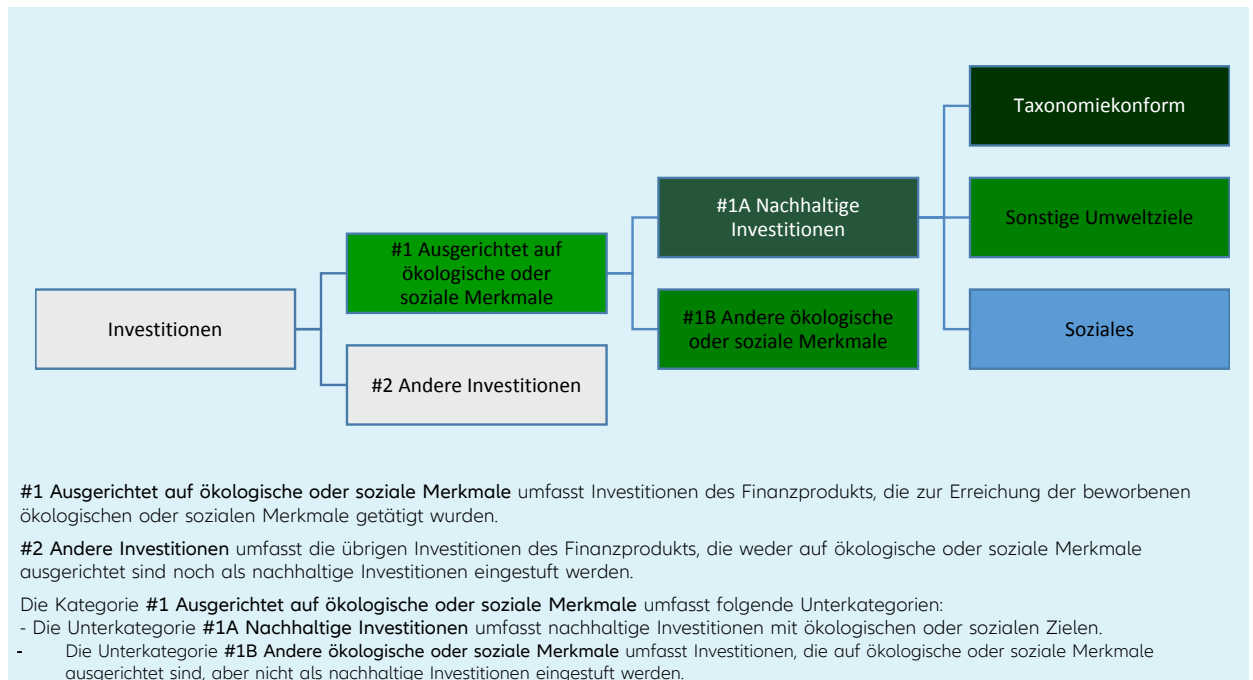 Taxonomiekonform
#1A Nachhaltige
Investitionen
Sonstige Umweltziele
#1 Ausgerichtet auf
ökologische oder
soziale Merkmale
Investitionen
#1B Andere ökologische
oder soziale Merkmale
Soziales
#2 Andere Investitionen
#1 Ausgerichtet auf ökologische oder soziale Merkmale umfasst Investitionen des Finanzprodukts, die zur Erreichung der beworbenen
ökologischen oder sozialen Merkmale getätigt wurden.
#2 Andere Investitionen umfasst die übrigen Investitionen des Finanzprodukts, die weder auf ökologische oder soziale Merkmale
ausgerichtet sind noch als nachhaltige Investitionen eingestuft werden.
Die Kategorie #1 Ausgerichtet auf ökologische oder soziale Merkmale umfasst folgende Unterkategorien:
- Die Unterkategorie #1A Nachhaltige Investitionen umfasst nachhaltige Investitionen mit ökologischen oder sozialen Zielen.
- Die Unterkategorie #1B Andere ökologische oder soziale Merkmale umfasst Investitionen, die auf ökologische oder soziale Merkmale
ausgerichtet sind, aber nicht als nachhaltige Investitionen eingestuft werden.